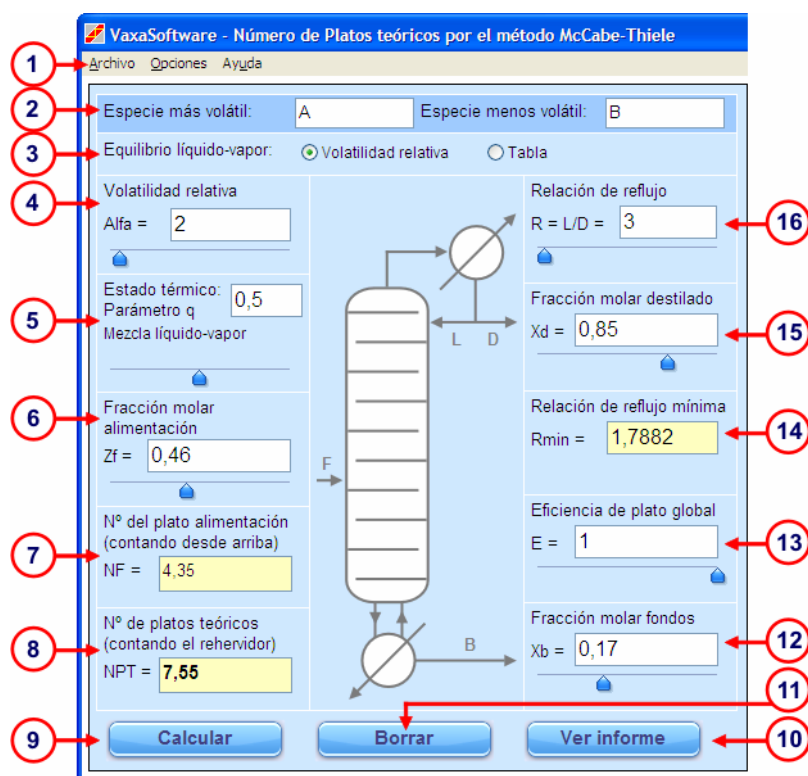 VaxaSoftware - Número de Platos teóricos por el método McCabe-Thiele
1
Archivo Opciones Ayuda
2
Especie más volátil: A Especie menos volátil: B
3
Equilibrio líquido-vapor: Volatilidad relativa Tabla
4
Volatilidad relativa
Alfa = 2
5
Estado térmico:
Parámetro q 0,5
Mezcla líquido-vapor
6
Fracción molar
alimentación
Zf = 0,46
7
Nº del plato alimentación
(contando desde arriba)
NF = 4,35
8
Nº de platos teóricos
(contando el rehervidor)
NPT = 7,55
F
L D
B
Relación de reflujo
R = L/D = 3
16
Fracción molar destilado
Xd = 0,85
15
Relación de reflujo mínima
Rmin = 1,7882
14
Eficiencia de plato global
E = 1
13
Fracción molar fondos
Xb = 0,17
12
11
9
Calcular Borrar Ver informe
10